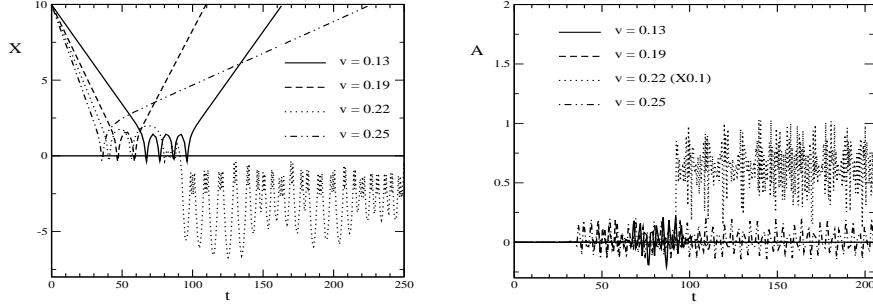 10
5
0
-5
X
0
50
100
150
200
250
t
v = 0.13
v = 0.19
v = 0.22
v = 0.25
2
1.5
1
0.5
0
A
0
50
100
150
200
t
v = 0.13
v = 0.19
v = 0.22 (X0.1)
v = 0.25